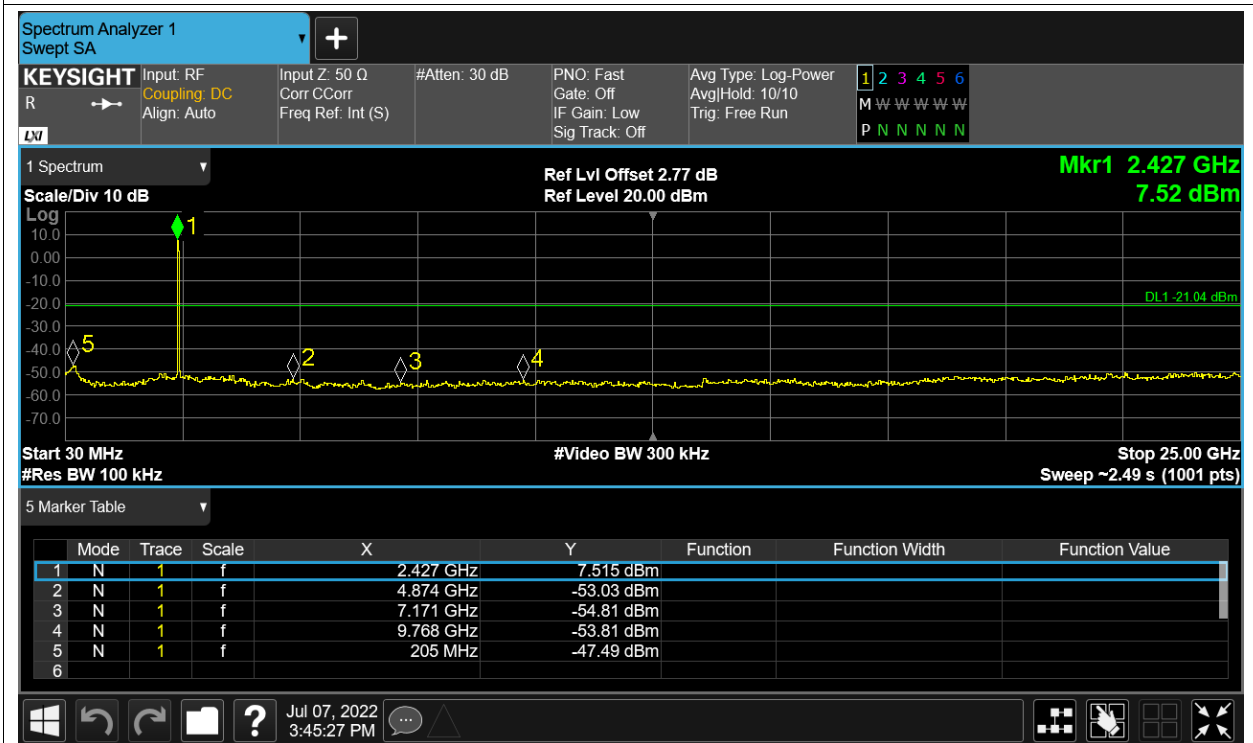 Spectrum Analyzer 1
Swept SA
KEYSIGHT Input: RF Input Z: 50 Ω #Atten: 30 dB PNO: Fast Avg Type: Log-Power 1 2 3 4 5 6
R Coupling: DC Corr CCorr Gate: Off Avg|Hold: 10/10 M W W W W W
Align: Auto Freq Ref: Int (S) IF Gain: Low Trig: Free Run
LXI Sig Track: Off P N N N N N
1 Spectrum Ref Lvl Offset 2.77 dB Mkr1 2.427 GHz
Scale/Div 10 dB Ref Level 20.00 dBm 7.52 dBm
Log
1
10.0
0.00
-10.0
DL1 -21.04 dBm
-20.0
-30.0
-40.0 5 2 3 4
-50.0
-60.0
-70.0
Start 30 MHz #Video BW 300 kHz Stop 25.00 GHz
#Res BW 100 kHz Sweep ~2.49 s (1001 pts)
5 Marker Table
Mode Trace Scale X Y Function Function Width Function Value
1 N 1 f 2.427 GHz 7.515 dBm
2 N 1 f 4.874 GHz -53.03 dBm
3 N 1 f 7.171 GHz -54.81 dBm
4 N 1 f 9.768 GHz -53.81 dBm
5 N 1 f 205 MHz -47.49 dBm
6
? Jul 07, 2022
3:45:27 PM